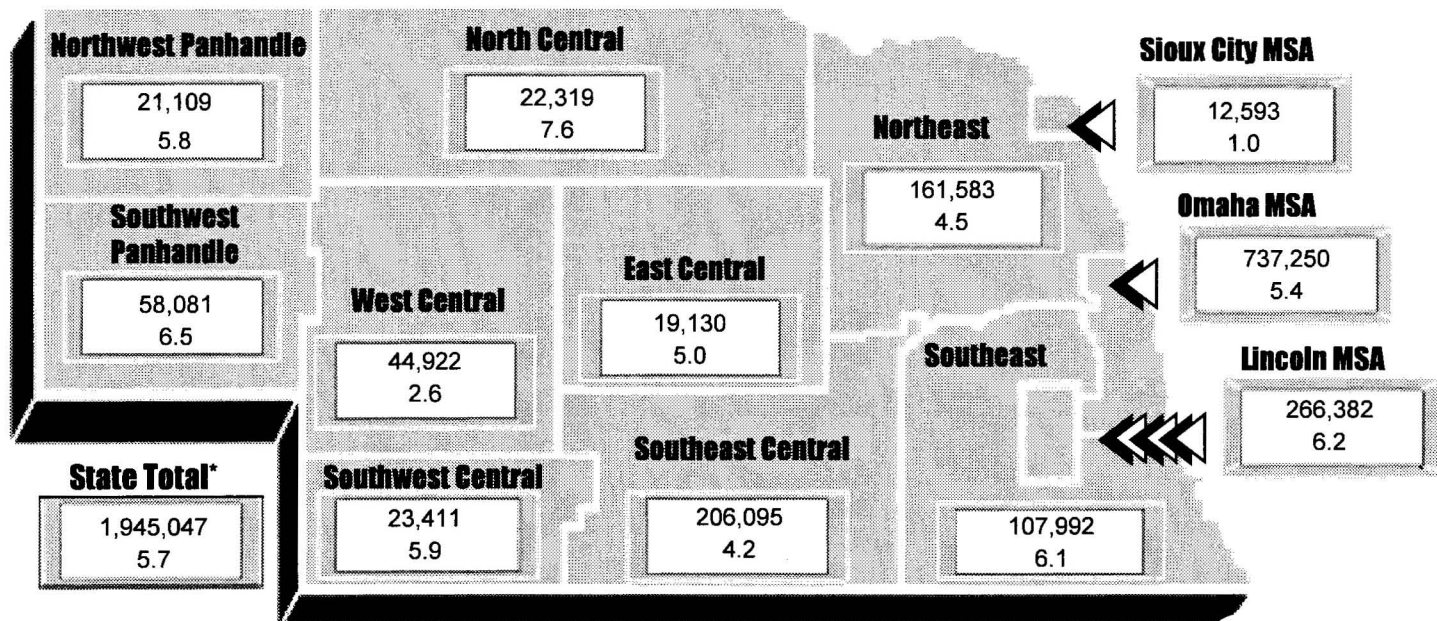 Northwest Panhandle
21,109
5.8
North Central
22,319
7.6
Sioux City MSA
12,593
1.0
Northeast
161,583
4.5
Omaha MSA
737,250
5.4
Southwest
Panhandle
58,081
6.5
West Central
44,922
2.6
East Central
19,130
5.0
Southeast
107,992
6.1
Lincoln MSA
266,382
6.2
State Total*
1,945,047
5.7
Southwest Central
23,411
5.9
Southeast Central
206,095
4.2